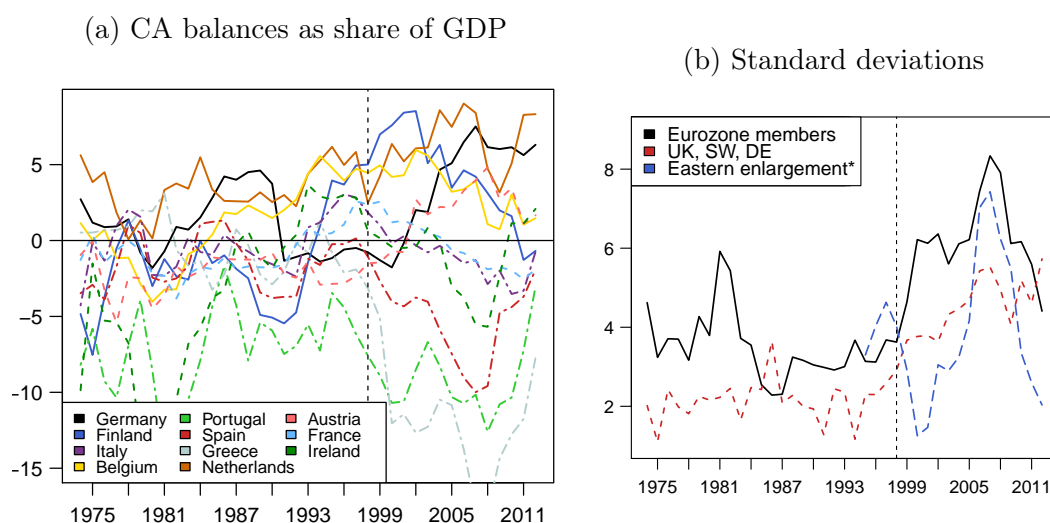 (a) CA balances as share of GDP
5
0
−5
-10
-15
Germany Portugal Austria
Finland Spain France
Italy Greece Ireland
Belgium Netherlands
1975 1981 1987 1993 1999 2005 2011
(b) Standard deviations
Eurozone members
UK, SW, DE
Eastern enlargement*
8
6
4
2
1975 1981 1987 1993 1999 2005 2011